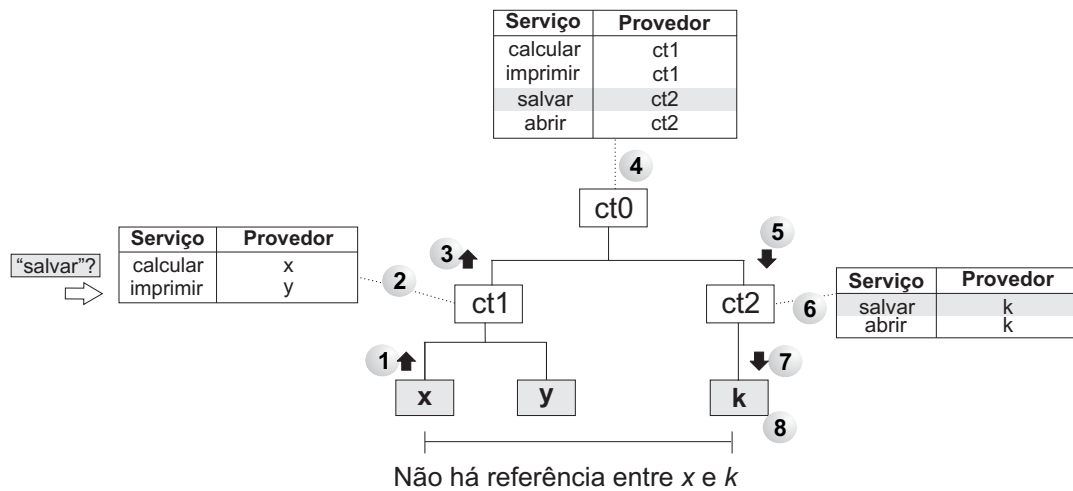 Serviço Provedor
calcular ct1
imprimir ct1
salvar ct2
abrir ct2
4
ct0
3
5
"salvar"?
Serviço Provedor
calcular x
imprimir y
2
ct1
ct2
6
Serviço Provedor
salvar k
abrir k
1
7
x
y
k
8
Não há referência entre x e k